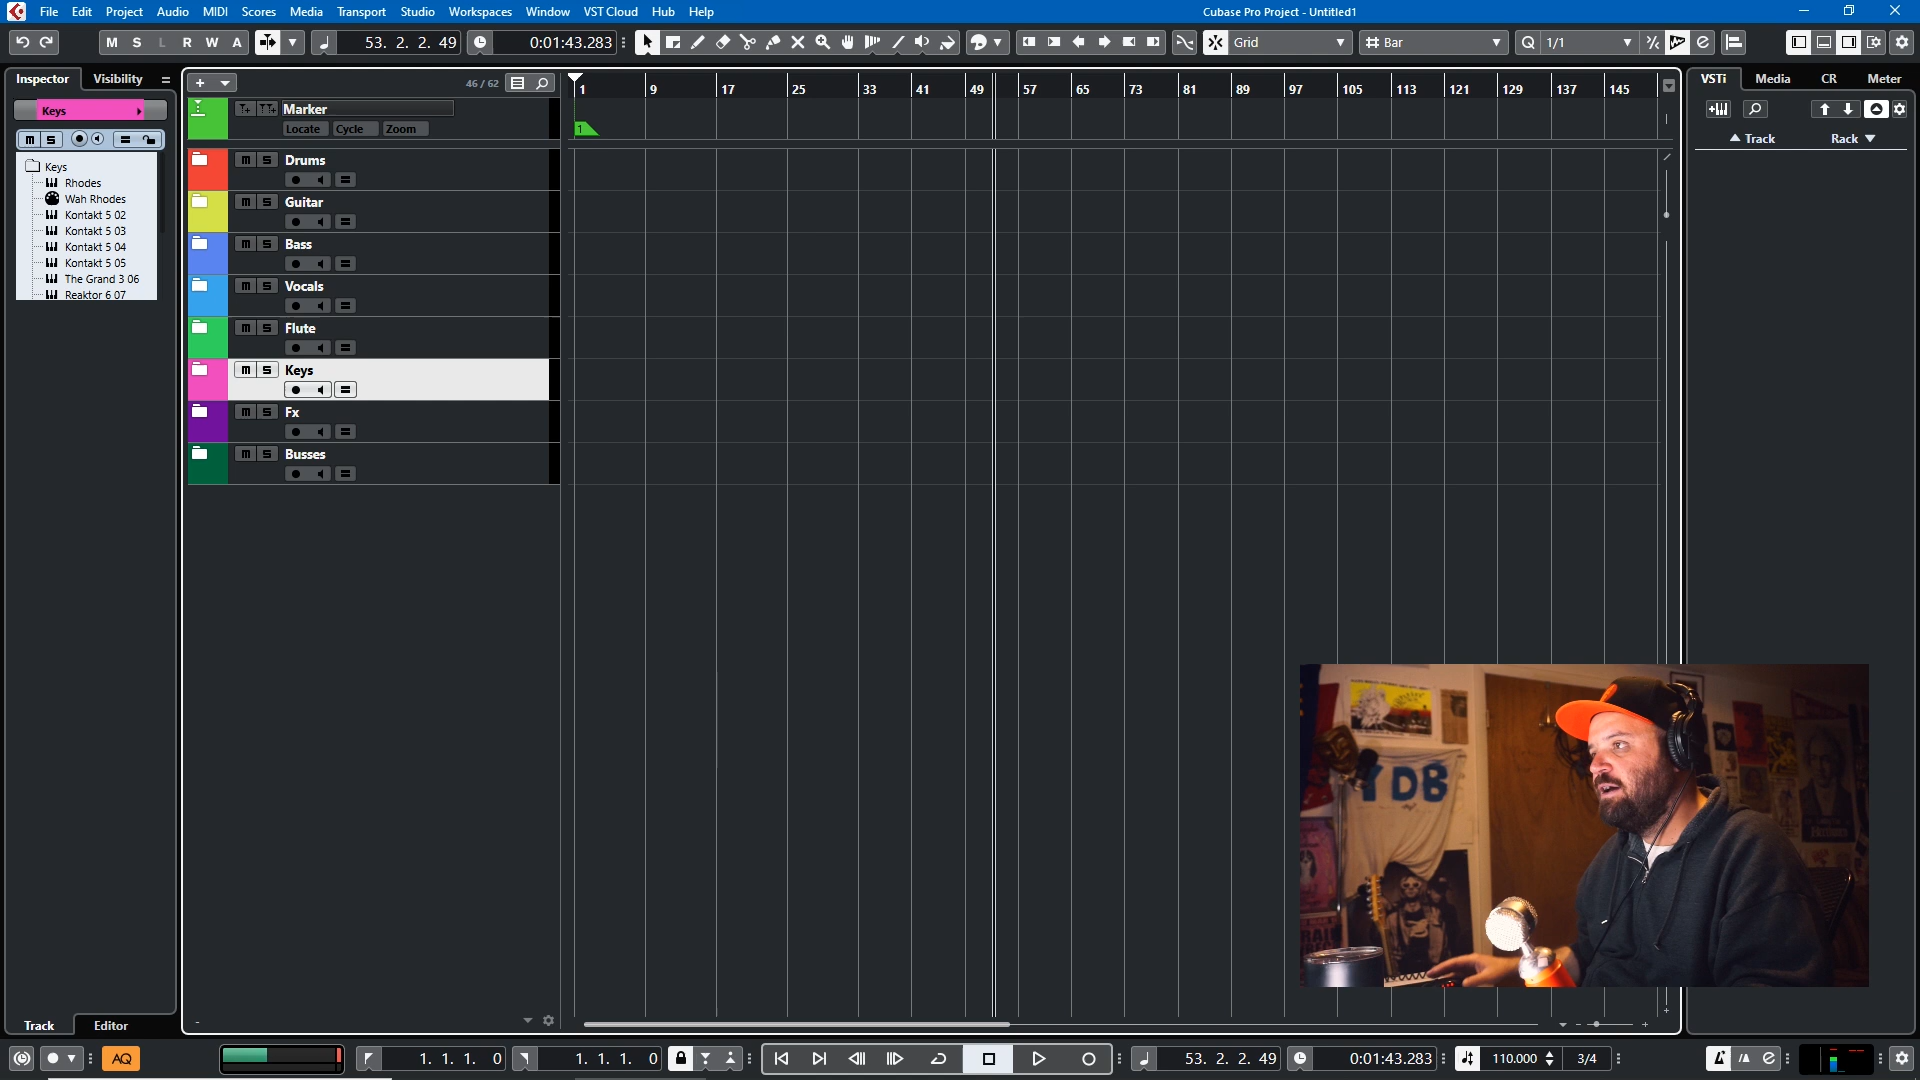 File Edit Project Audio MIDI Scores Media Transport Studio Workspaces Window VST Cloud Hub Help
Cubase Pro Project - Untitled1
M S L R W A
53. 2. 2. 49
0:01:43.283
Grid
Bar
Q 1/1
Inspector Visibility
Keys
m S
Keys
Rhodes
Wah Rhodes
Kontakt 5 02
Kontakt 5 03
Kontakt 5 04
Kontakt 5 05
The Grand 3 06
Reaktor 6 07
46 / 62
1 9 17 25 33 41 49 57 65 73 81 89 97 105 113 121 129 137 145
Marker
Locate Cycle Zoom
1
m S Drums
m S Guitar
m S Bass
m S Vocals
m S Flute
m S Keys
m S Fx
m S Busses
VSTi Media CR Meter
Track Rack
YDB
Track Editor
AQ
1. 1. 1. 0
1. 1. 1. 0
53. 2. 2. 49
0:01:43.283
110.000
3/4